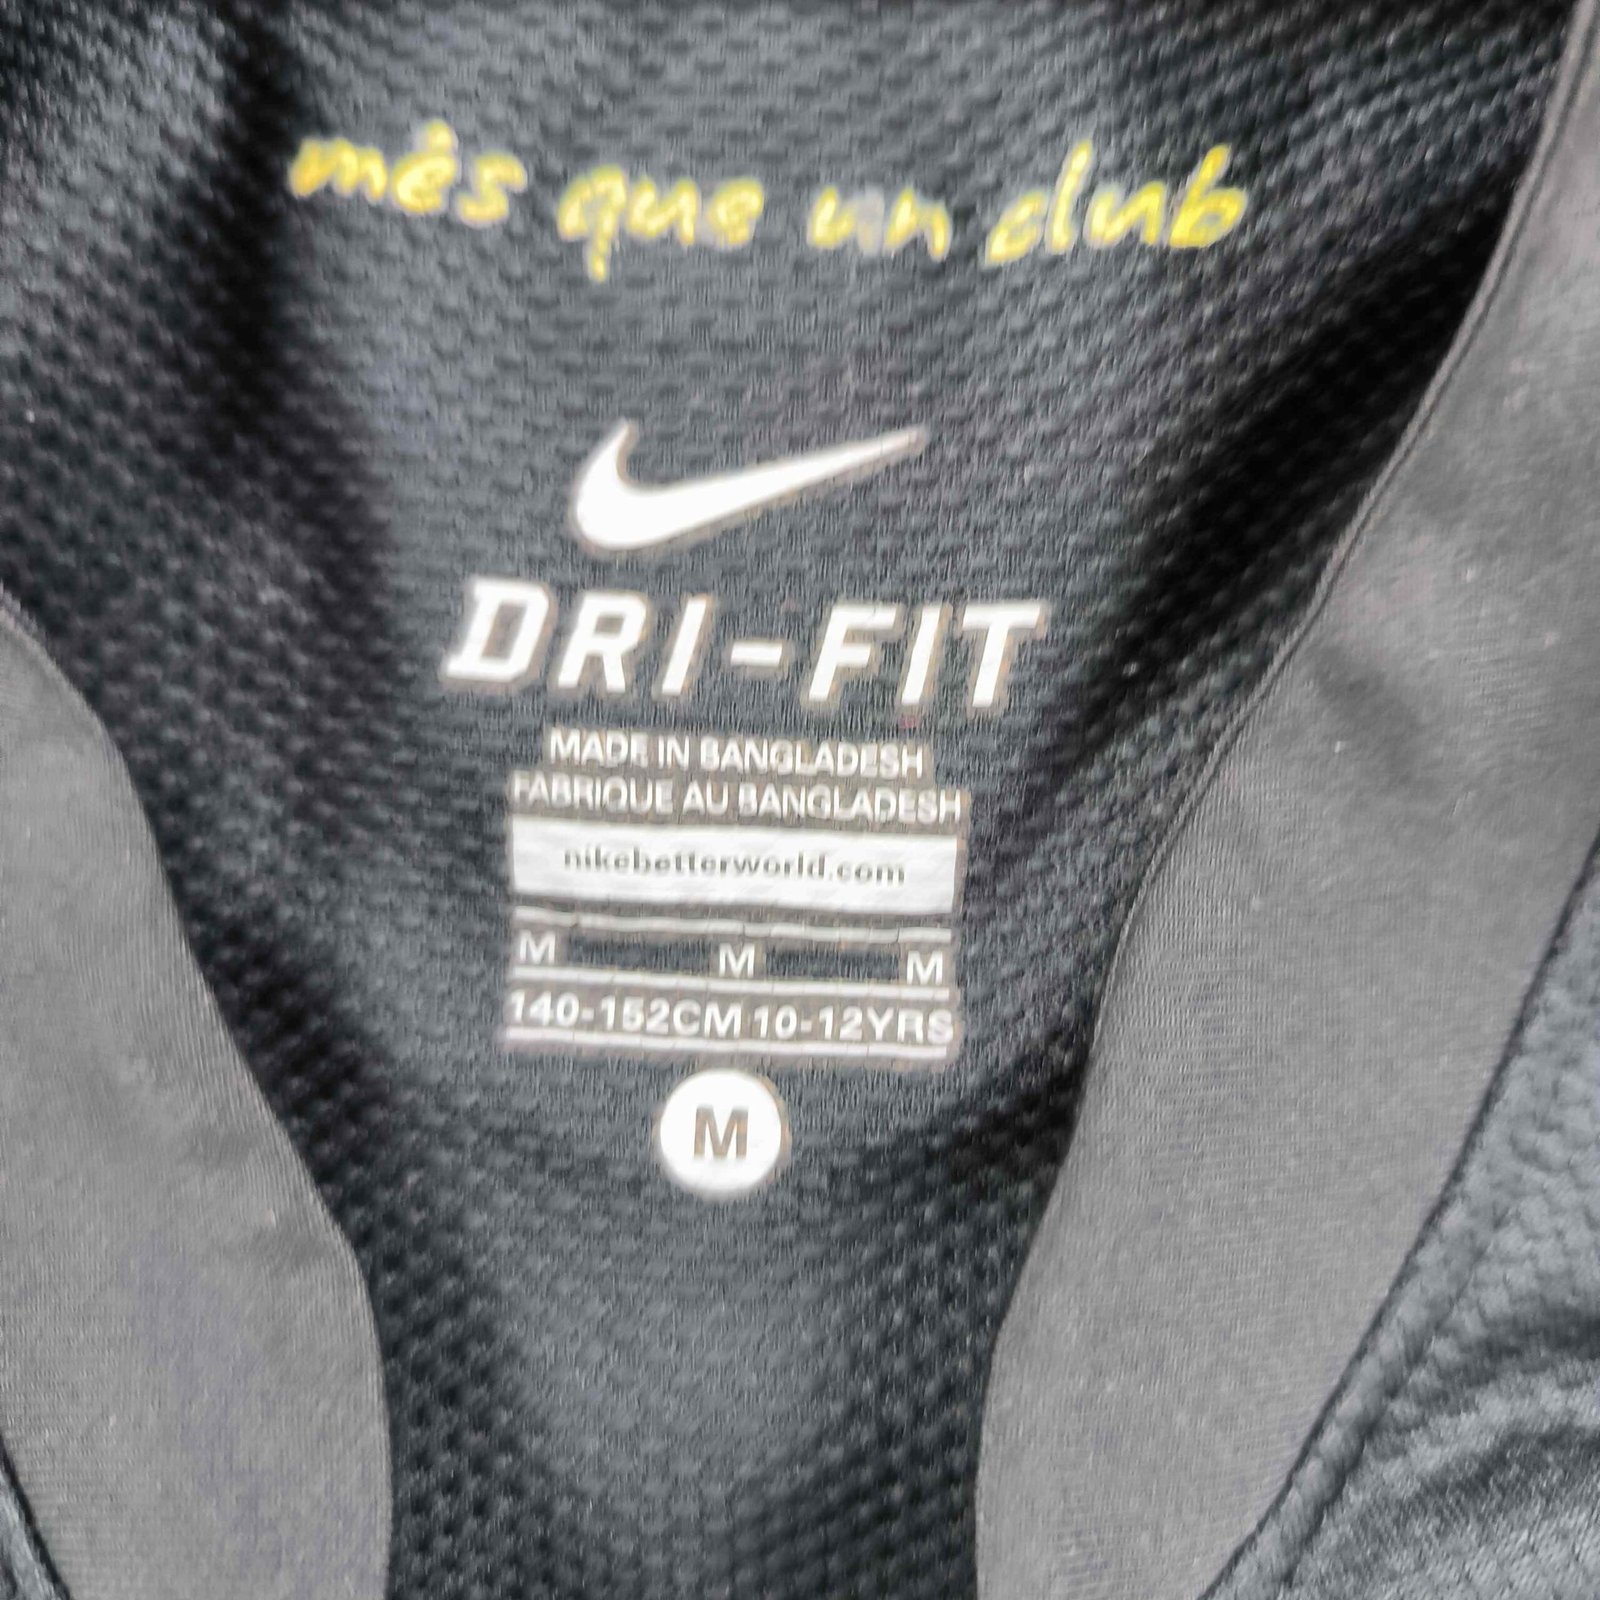 més que un club
DRI-FIT
MADE IN BANGLADESH
FABRIQUE AU BANGLADESH
nikebetterworld.com
M M M
140-152CM 10-12YRS
M